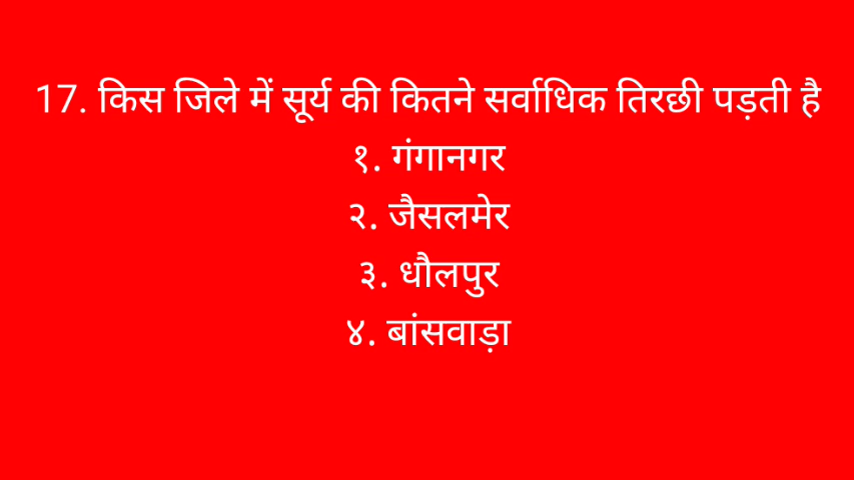 17. किस जिले में सूर्य की कितने सर्वाधिक तिरछी पड़ती है
१. गंगानगर
२. जैसलमेर
३. धौलपुर
४. बांसवाड़ा